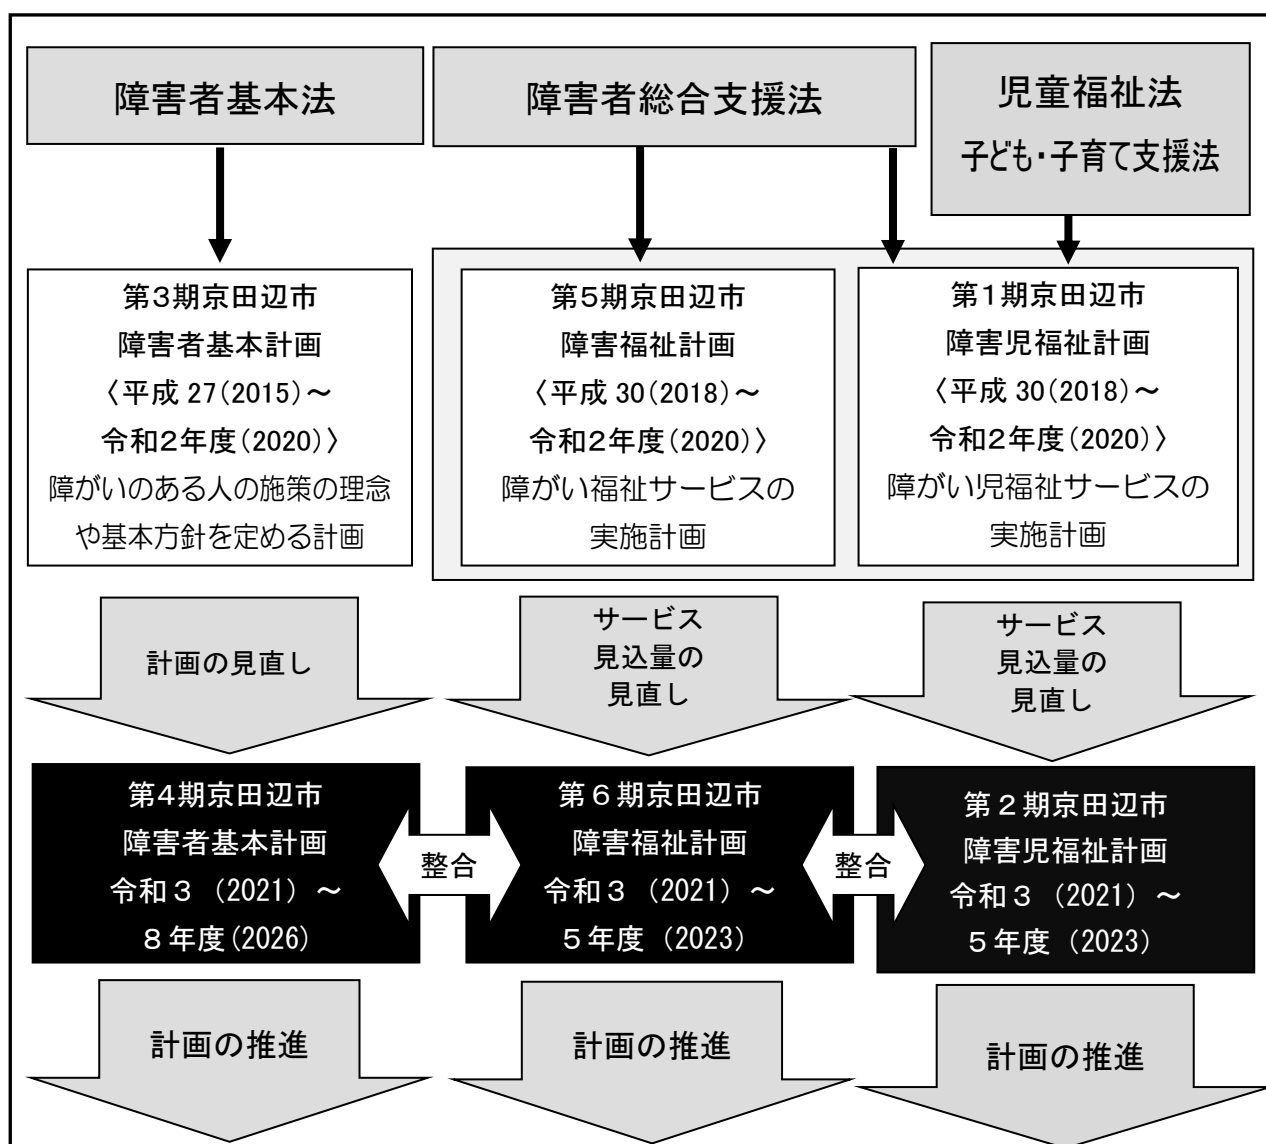 障害者基本法
障害者総合支援法
児童福祉法
子ども・子育て支援法
第3期京田辺市
障害者基本計画
〈平成 27(2015)～
令和2年度(2020)〉
障がいのある人の施策の理念
や基本方針を定める計画
第5期京田辺市
障害福祉計画
〈平成 30(2018)～
令和2年度(2020)〉
障がい福祉サービスの
実施計画
第1期京田辺市
障害児福祉計画
〈平成 30(2018)～
令和2年度(2020)〉
障がい児福祉サービスの
実施計画
計画の見直し
サービス
見込量の
見直し
サービス
見込量の
見直し
第4期京田辺市
障害者基本計画
令和３（2021）～
８年度(2026)
整合
第６期京田辺市
障害福祉計画
令和３（2021）～
５年度（2023）
整合
第２期京田辺市
障害児福祉計画
令和３（2021）～
５年度（2023）
計画の推進
計画の推進
計画の推進